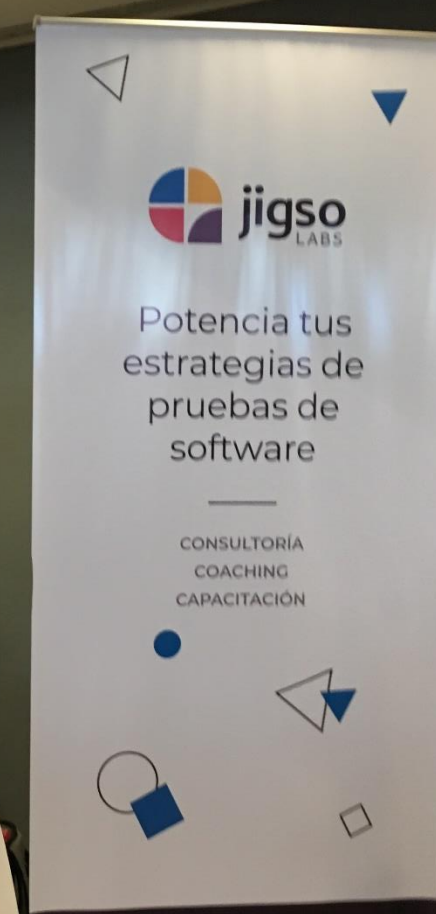 jigso
LABS
Potencia tus
estrategias de
pruebas de
software
CONSULTORÍA
COACHING
CAPACITACIÓN